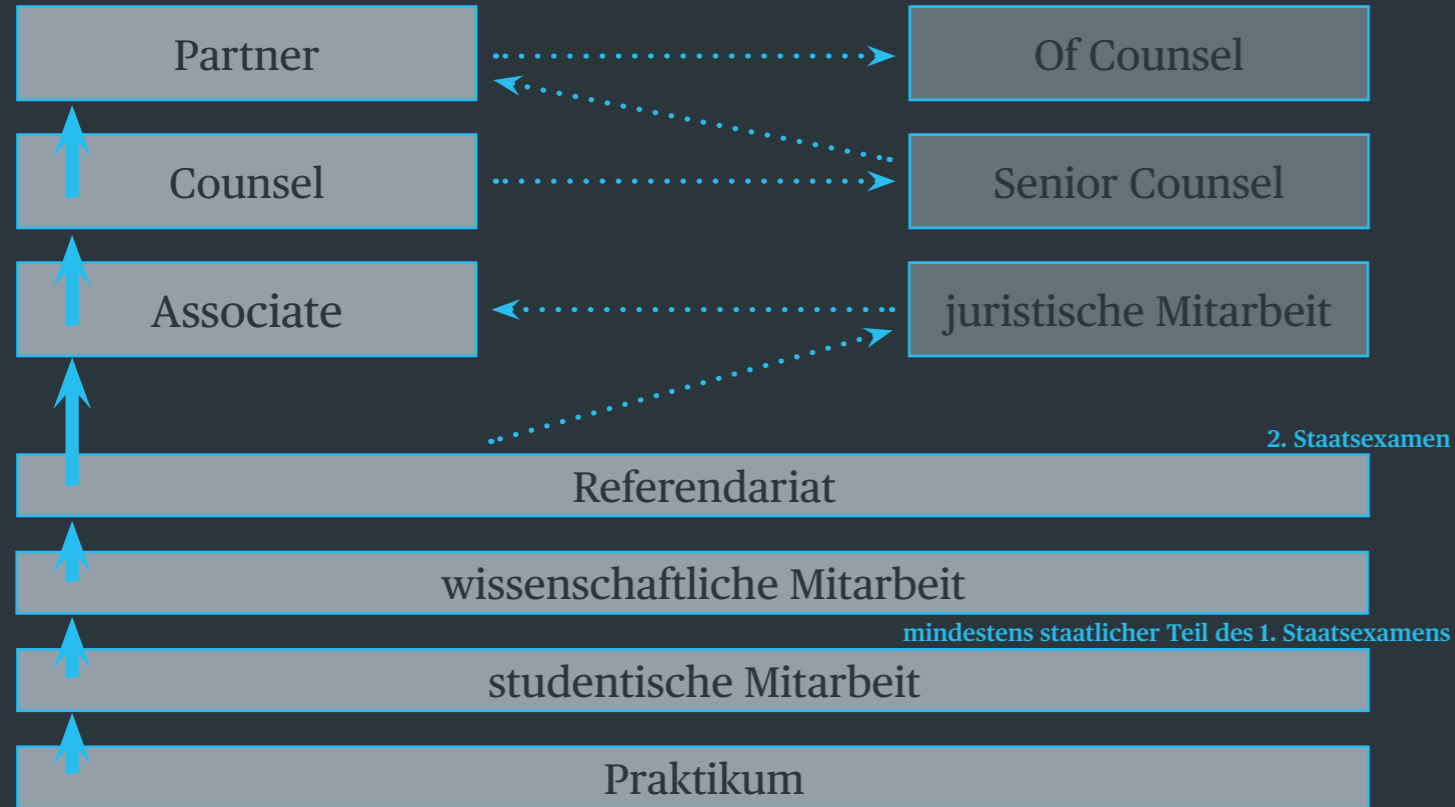 Partner
Of Counsel
Counsel
Senior Counsel
Associate
juristische Mitarbeit
2. Staatsexamen
Referendariat
wissenschaftliche Mitarbeit
mindestens staatlicher Teil des 1. Staatsexamens
studentische Mitarbeit
Praktikum